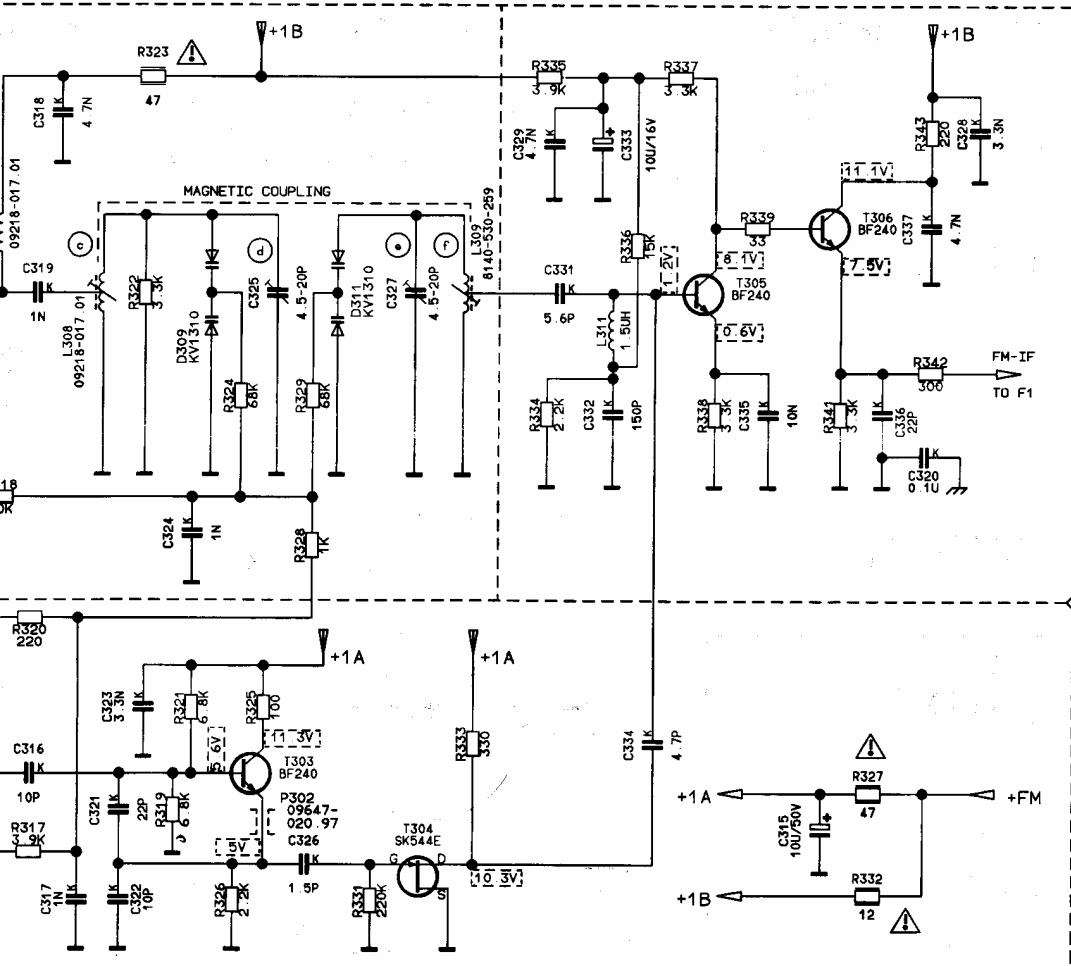 +1B
+1B
R323
47
R335
3.9K
R337
3.3K
C318
K
4.7N
C329
K
4.7N
C333
+
10U/16V
R343
220
C328
K
3.3N
11.1V
MAGNETIC COUPLING
09218-017.01
L309
8140-530-259
R336
15K
R339
33
T306
BF240
C337
K
4.7N
c
d
e
f
C319
K
1N
R322
3.3K
C325
K
4.5-20P
D311
KV1310
C327
K
4.5-20P
C331
K
5.6P
1.2V
8.1V
T305
BF240
7.5V
L308
09218-017.01
D309
KV1310
L311
1.5UH
0.6V
R324
68K
R329
68K
R334
2.2K
C332
K
150P
R338
3.3K
C335
K
10N
R341
3.3K
C336
K
22P
R342
300
FM-IF
TO F1
C320
K
0.1U
18
0K
C324
K
1N
R328
1K
R320
220
+1A
+1A
C323
K
3.3N
R321
6.8K
R325
100
5.6V
11.3V
R333
330
C334
K
4.7P
C316
K
10P
T303
BF240
C321
K
22P
R319
6.8K
P302
09647-
020.97
R317
3.9K
5V
C326
K
1.5P
T304
SK544E
G
D
S
10.3V
C317
K
1N
C322
K
10P
R326
2.2K
R331
220K
+1A
R327
47
+FM
C315
+
10U/50V
+1B
R332
12